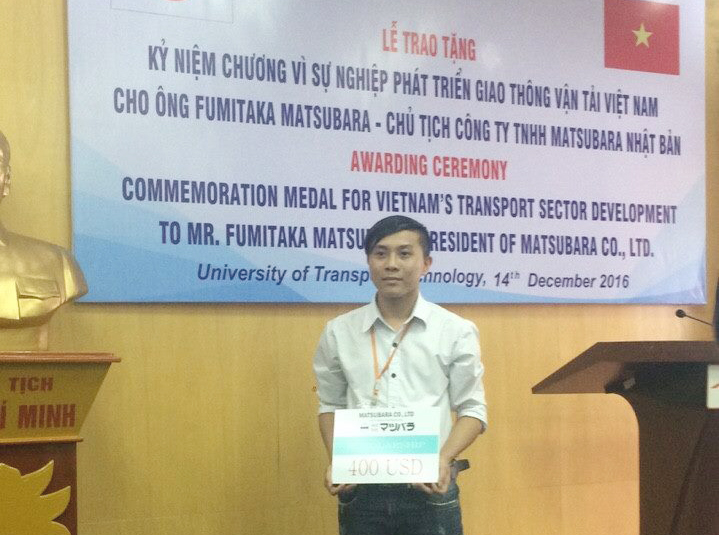 LỄ TRAO TẶNG
KỶ NIỆM CHƯƠNG VÌ SỰ NGHIỆP PHÁT TRIỂN GIAO THÔNG VẬN TẢI VIỆT NAM
CHO ÔNG FUMITAKA MATSUBARA - CHỦ TỊCH CÔNG TY TNHH MATSUBARA NHẬT BẢN
AWARDING CEREMONY
COMMEMORATION MEDAL FOR VIETNAM'S TRANSPORT SECTOR DEVELOPMENT
TO MR. FUMITAKA MATSU RESIDENT OF MATSUBARA CO., LTD.
University of Transp chnology, 14th December 2016
TỊCH
Í MINH
MATSUBARA CO.,LTD
マツバラ
400 USD